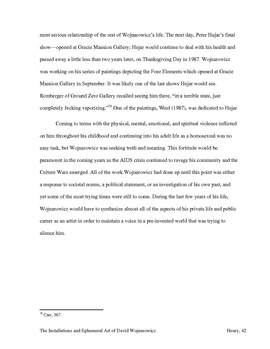 most serious relationship of the rest of Wojnarowicz's life. The next day, Peter Hujar's final
show—opened at Gracie Mansion Gallery; Hujar would continue to deal with his health and
passed away a little less than two years later, on Thanksgiving Day in 1987. Wojnarowicz
was working on his series of paintings depicting the Four Elements which opened at Gracie
Mansion Gallery in September. It was likely one of the last shows Hujar would see.
Romberger of Ground Zero Gallery recalled seeing him there, "in a terrible state, just
completely fucking vaporizing." One of the paintings, Wind (1987), was dedicated to Hujar.
Coming to terms with the physical, mental, emotional, and spiritual violence inflicted
on him throughout his childhood and continuing into his adult life as a homosexual was no
easy task, but Wojnarowicz was seeking truth and meaning. This fortitude would be
paramount in the coming years as the AIDS crisis continued to ravage his community and the
Culture Wars emerged. All of the work Wojnarowicz had done up until this point was either
a response to societal norms, a political statement, or an investigation of his own past, and
yet some of the most trying times were still to come. During the last few years of his life,
Wojnarowicz would have to synthesize almost all of the aspects of his private life and public
career as an artist in order to maintain a voice in a pre-invented world that was trying to
silence him.
Carr, 367.
The Installations and Ephemeral Art of David Wojnarowicz Henry, 42